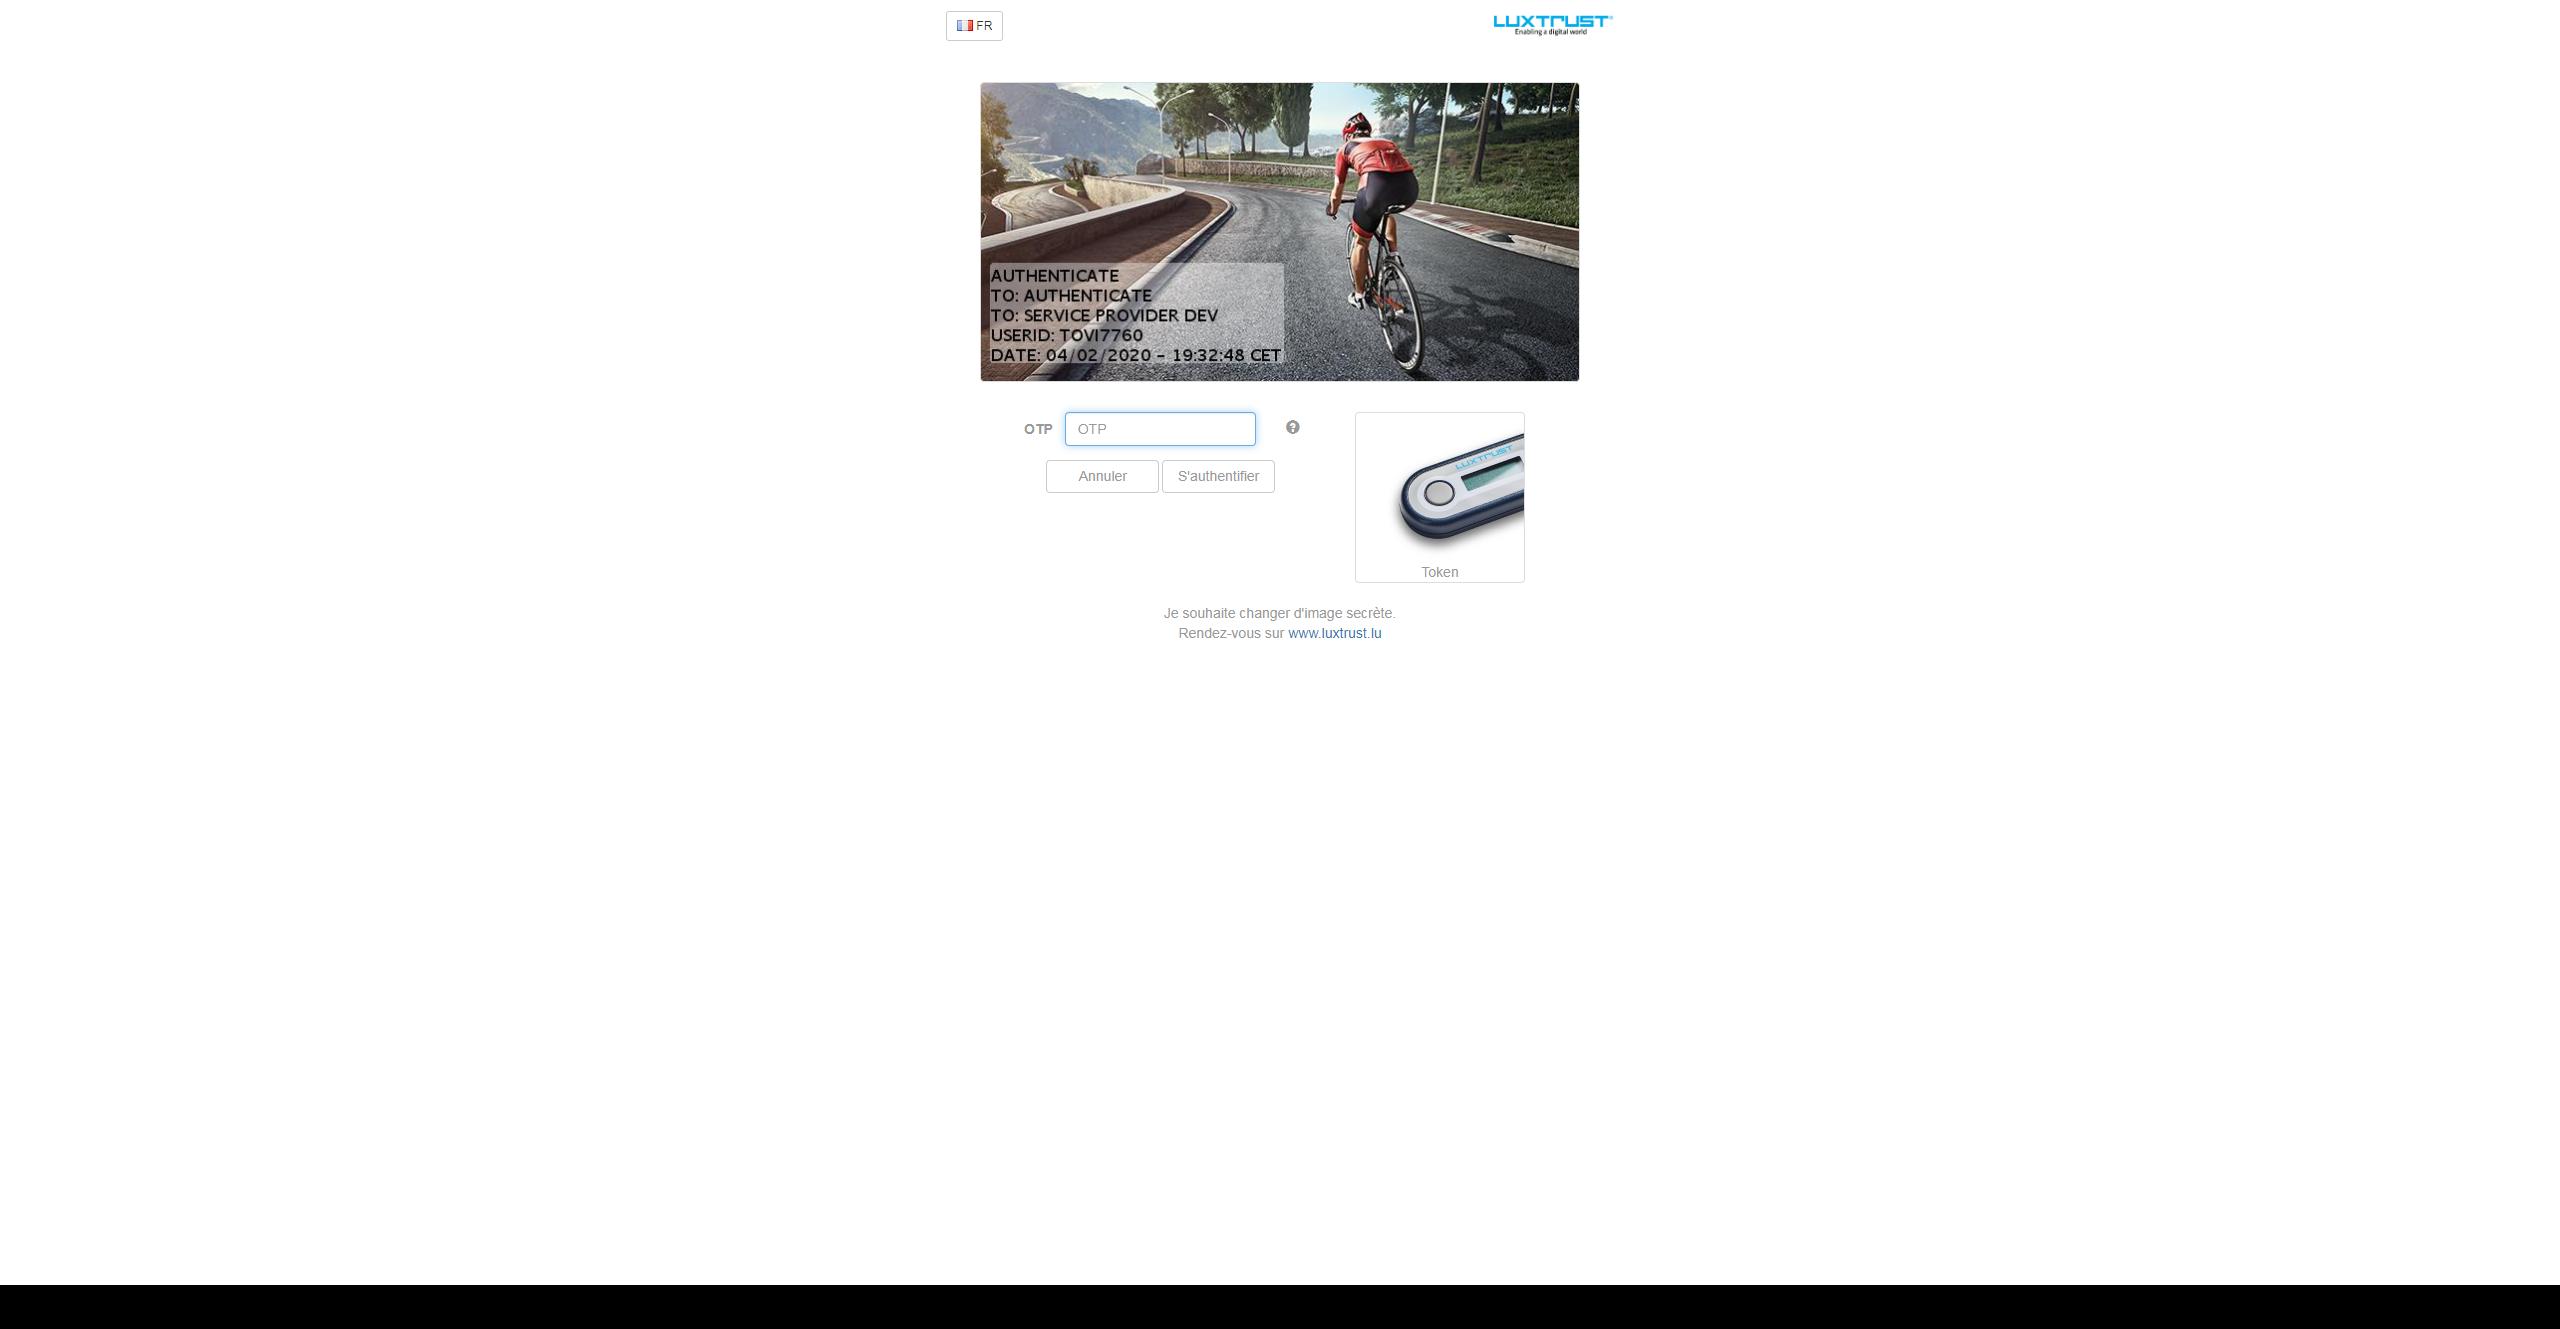 FR
LUXTRUST
Enabling a digital world
AUTHENTICATE
TO: AUTHENTICATE
TO: SERVICE PROVIDER DEV
USERID: TOVI7760
DATE: 04/02/2020 - 19:32:48 CET
OTP
OTP
LUXTRUST
Annuler
S'authentifier
Token
Je souhaite changer d'image secrète.
Rendez-vous sur www.luxtrust.lu